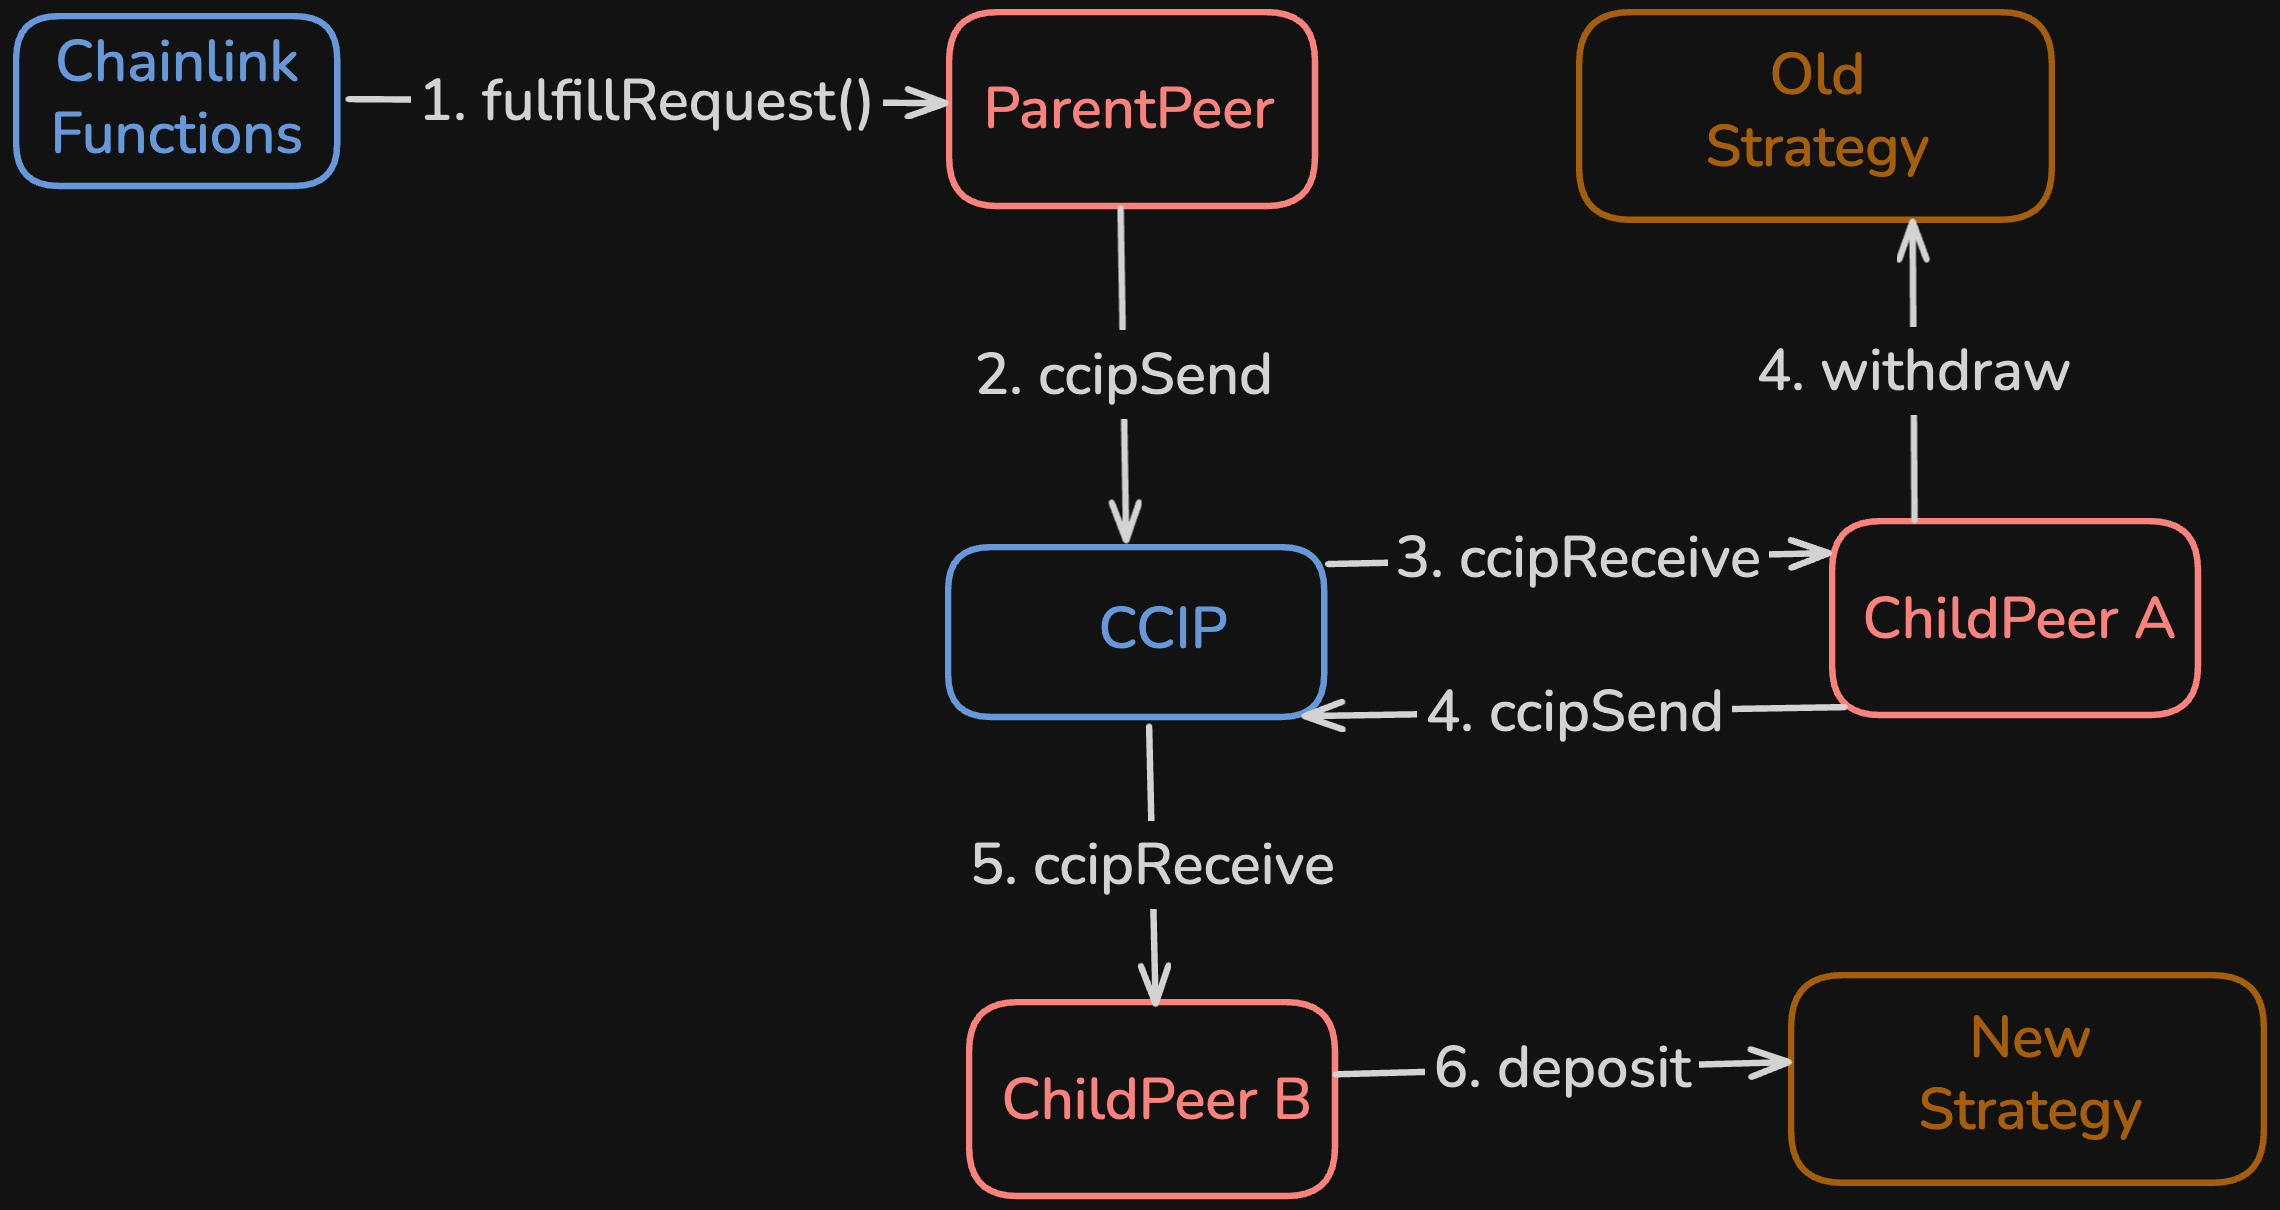 Chainlink
Functions
1. fulfillRequest()
ParentPeer
Old
Strategy
2. ccipSend
4. withdraw
CCIP
3. ccipReceive
ChildPeer A
4. ccipSend
5. ccipReceive
ChildPeer B
6. deposit
New
Strategy